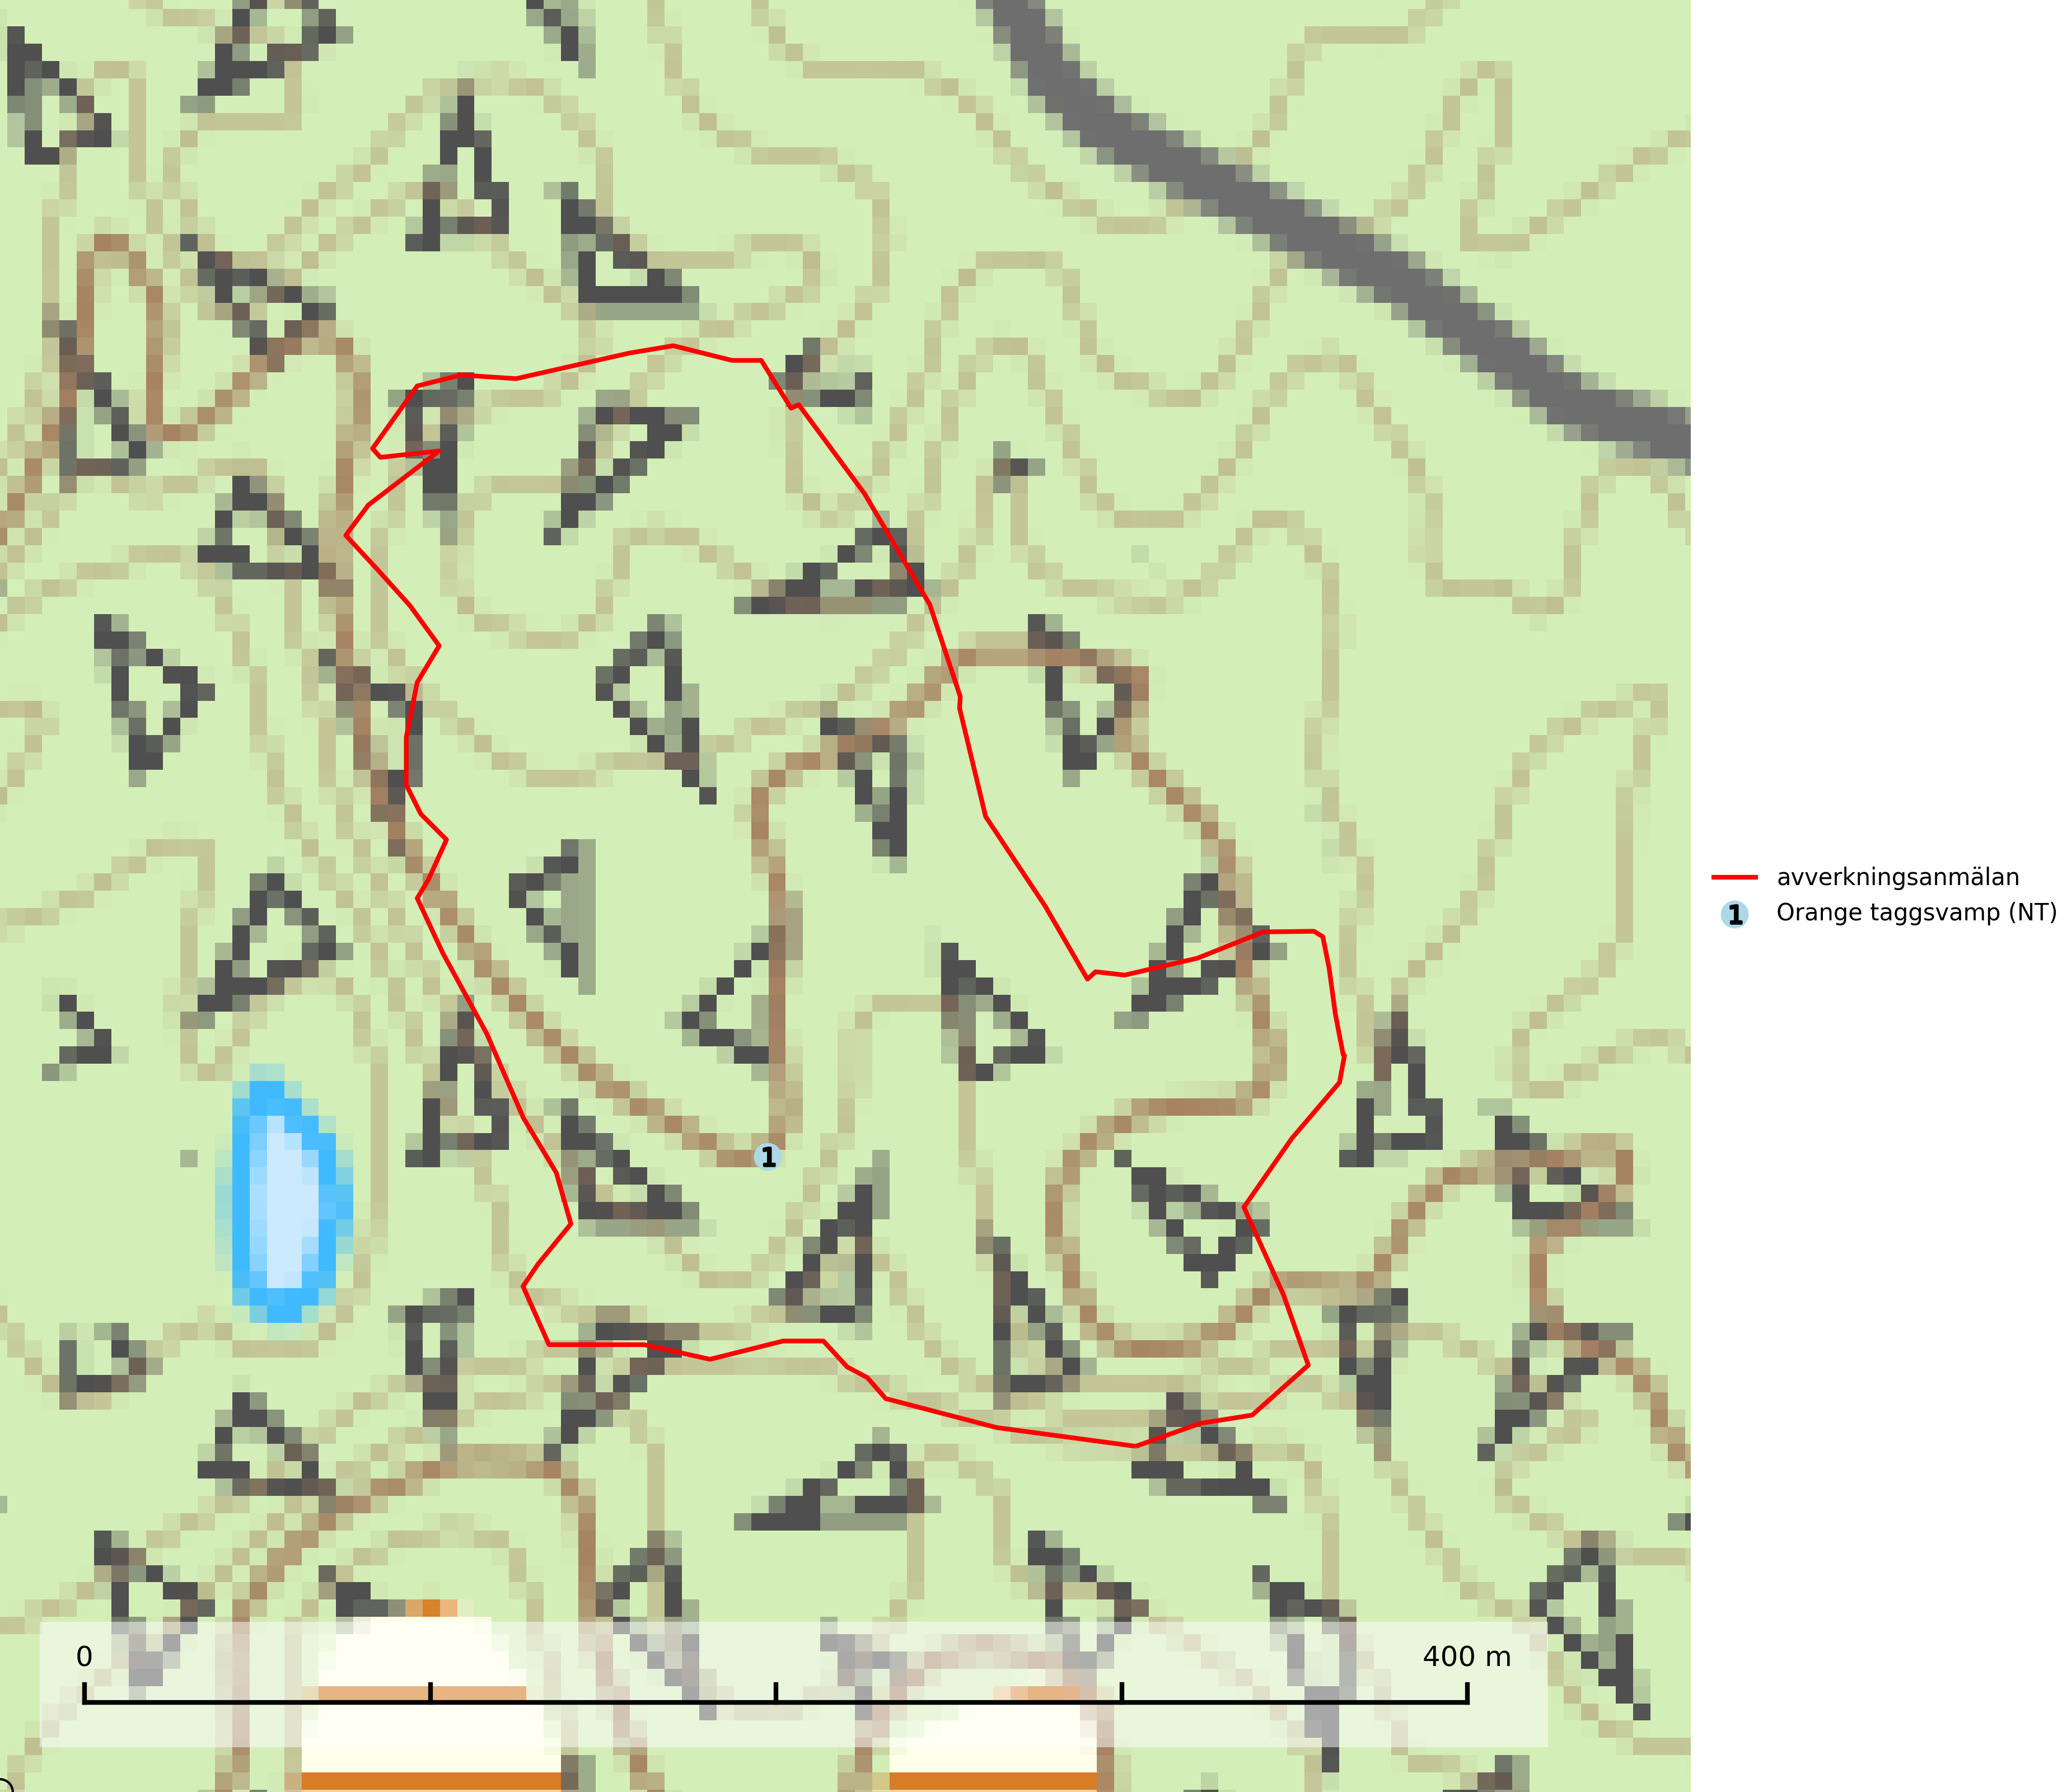 1
0
400 m
avverkningsanmälan
1 Orange taggsvamp (NT)